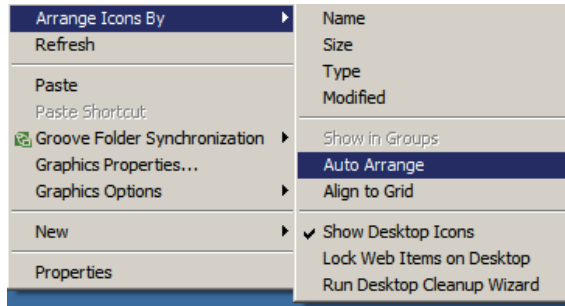 Arrange Icons By
Refresh
Paste
Paste Shortcut
Groove Folder Synchronization
Graphics Properties...
Graphics Options
New
Properties
Name
Size
Type
Modified
Show in Groups
Auto Arrange
Align to Grid
Show Desktop Icons
Lock Web Items on Desktop
Run Desktop Cleanup Wizard